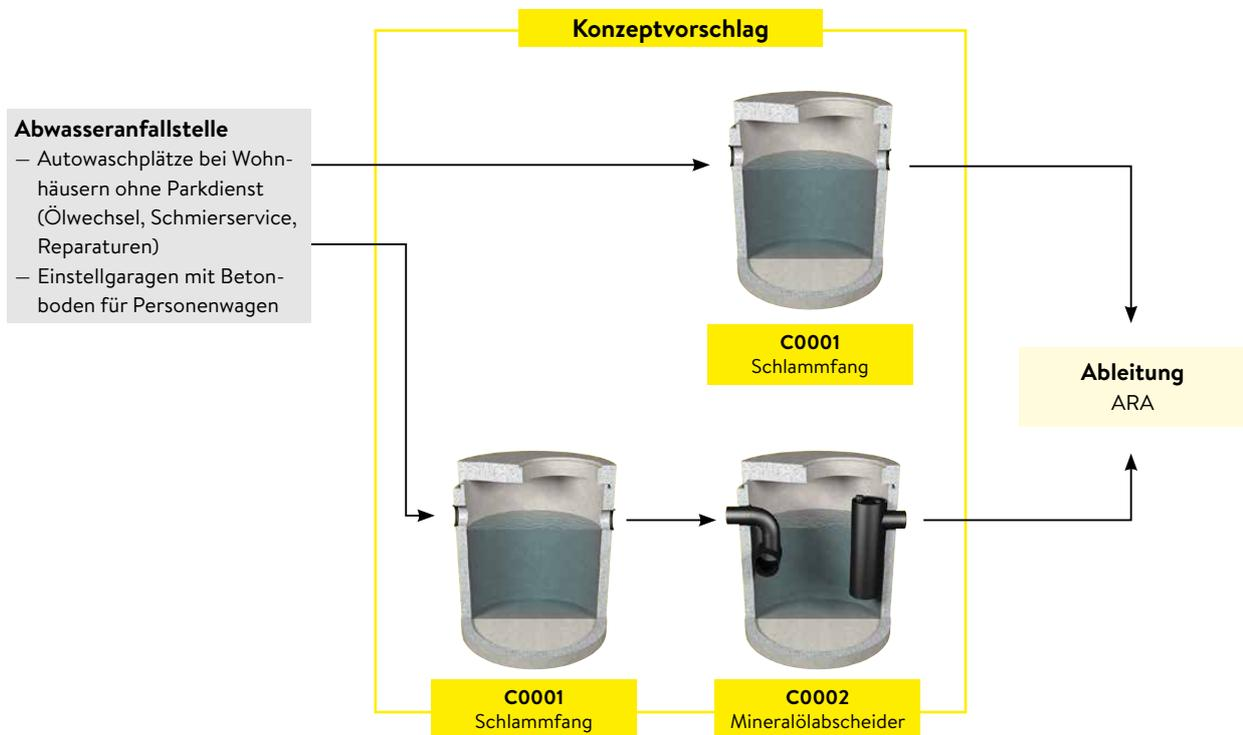 Konzeptvorschlag
Abwasseranfallstelle
– Autowaschplätze bei Wohn-
häusern ohne Parkdienst
(Ölwechsel, Schmierservice,
Reparaturen)
– Einstellgaragen mit Beton-
boden für Personenwagen
C0001
Schlammfang
Ableitung
ARA
C0001
Schlammfang
C0002
Mineralölabscheider